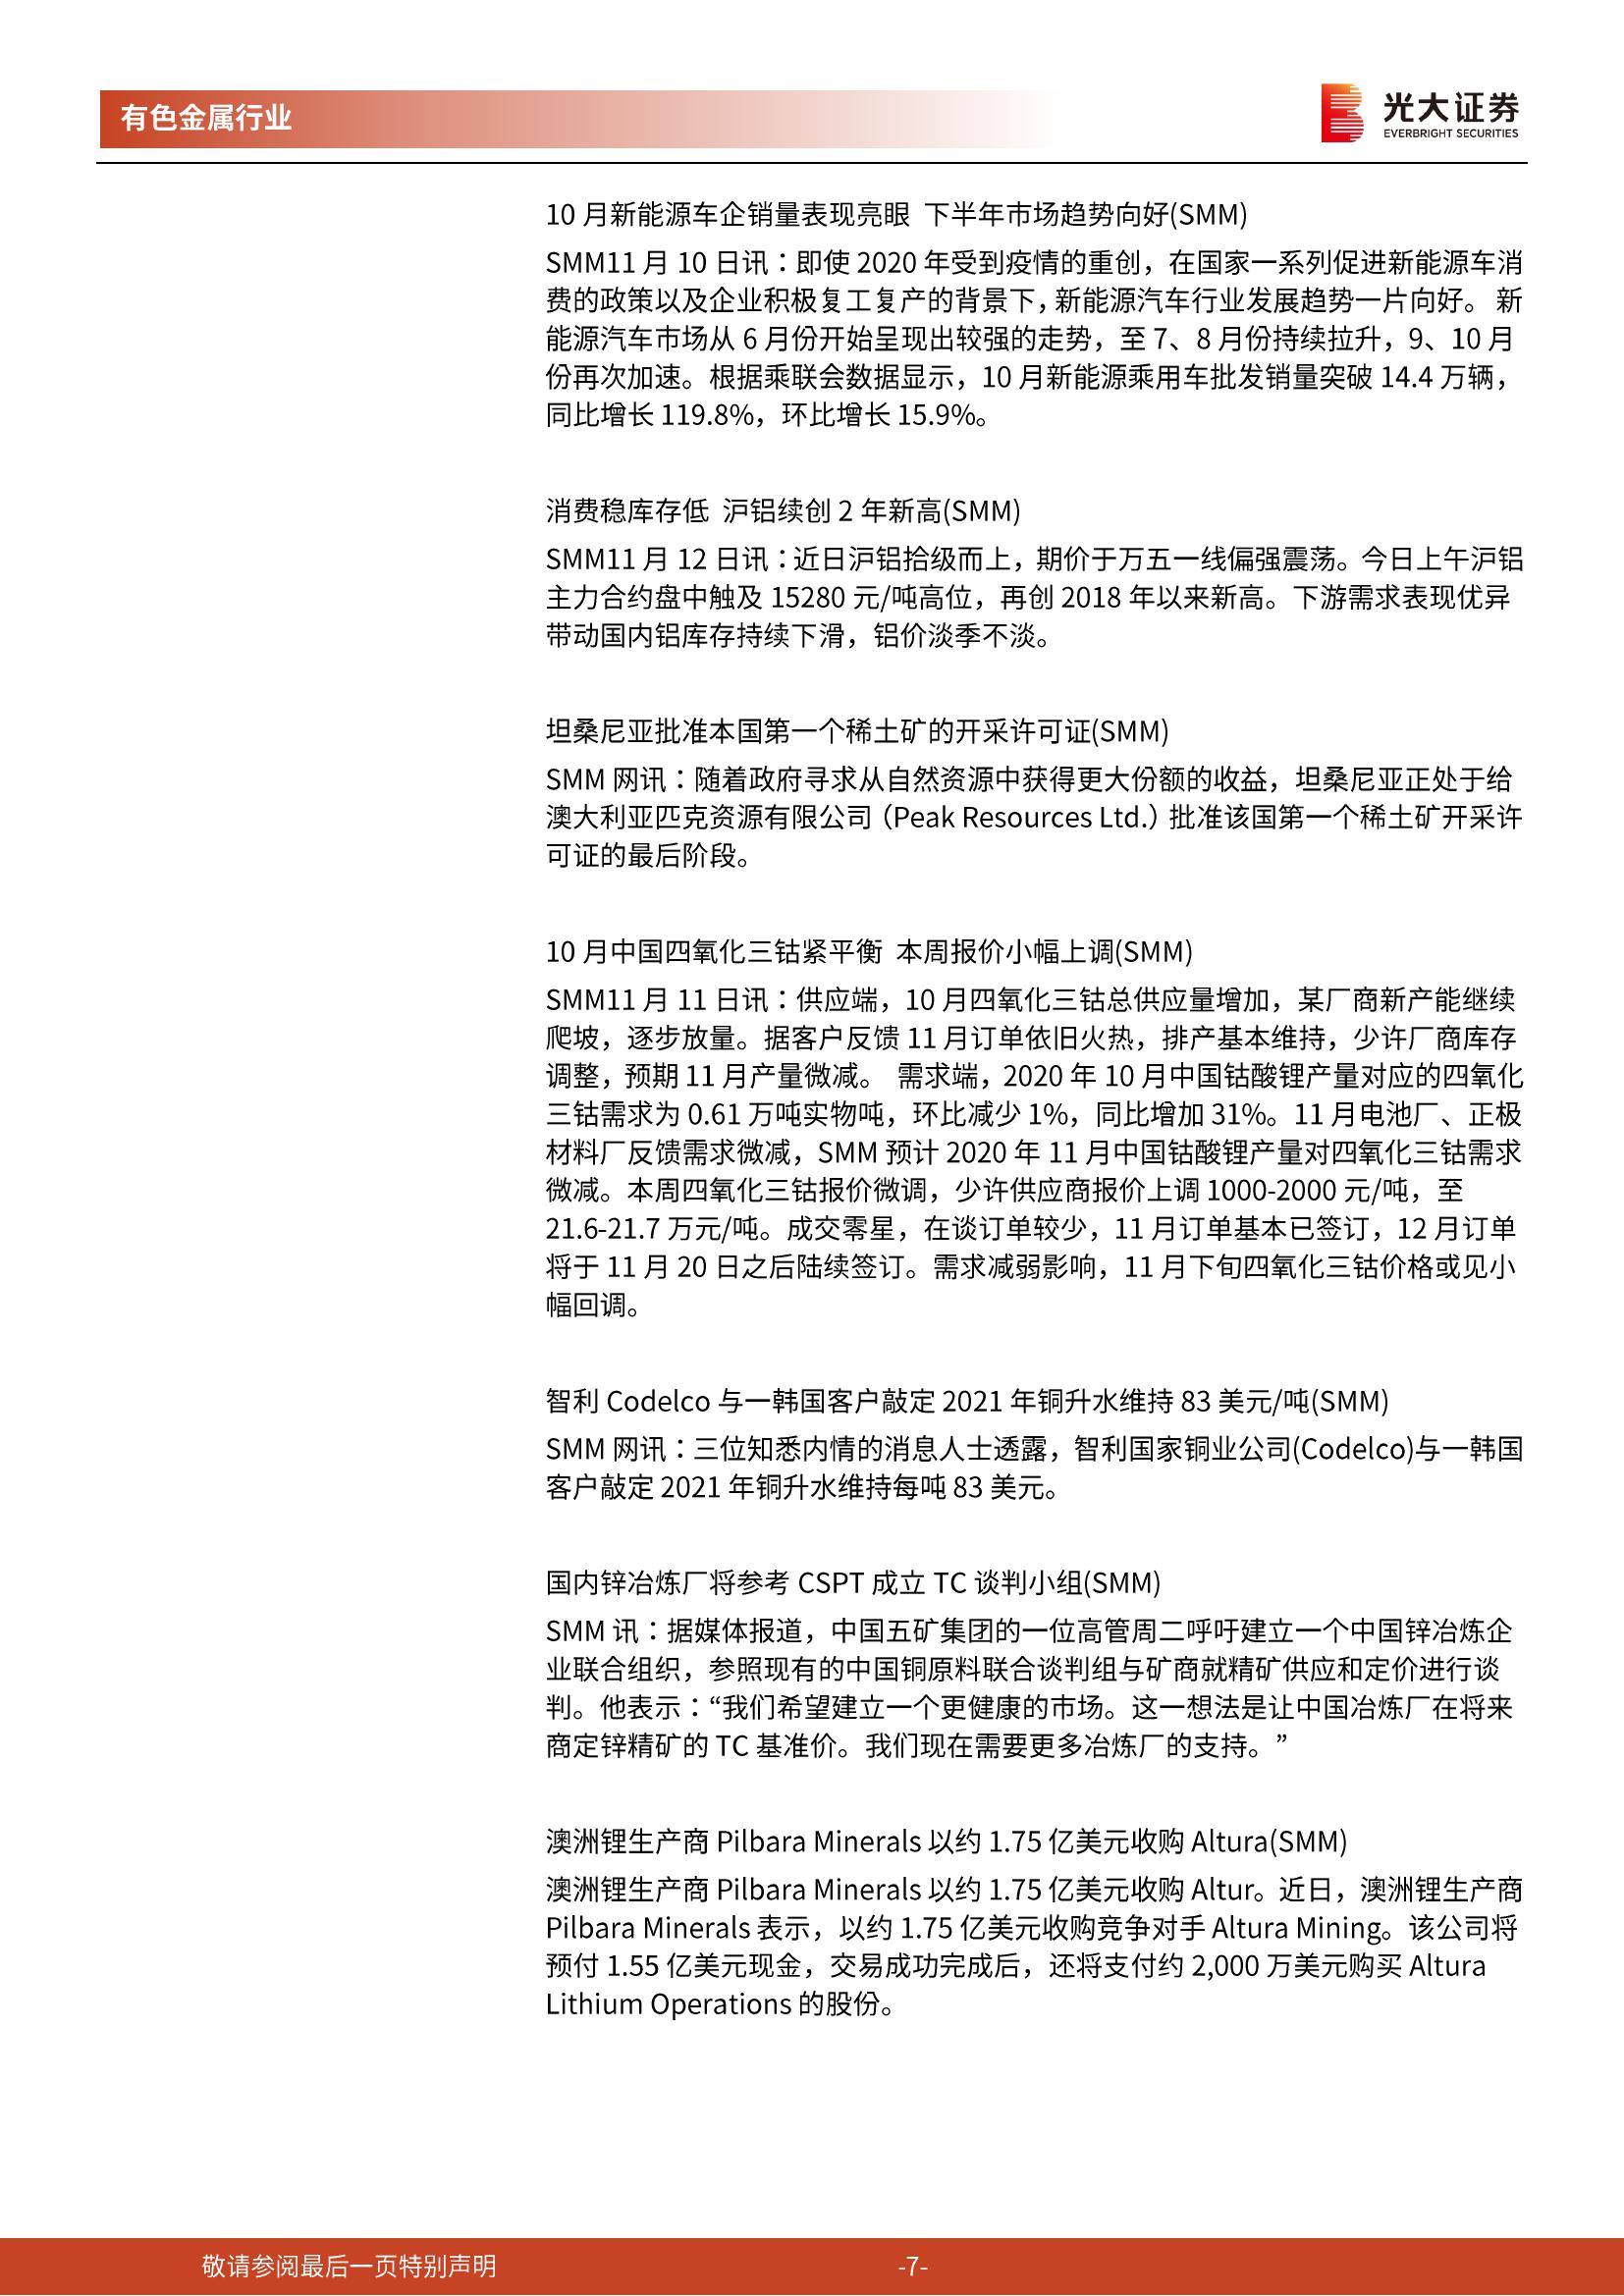 有色金属行业
光大证券
EVERBRIGHT SECURITIES
10 月新能源车企销量表现亮眼 下半年市场趋势向好(SMM)
SMM11 月 10 日讯：即使 2020 年受到疫情的重创，在国家一系列促进新能源车消
费的政策以及企业积极复工复产的背景下，新能源汽车行业发展趋势一片向好。 新
能源汽车市场从 6 月份开始呈现出较强的走势，至 7、8 月份持续拉升，9、10 月
份再次加速。根据乘联会数据显示，10 月新能源乘用车批发销量突破 14.4 万辆，
同比增长 119.8%，环比增长 15.9%。
消费稳库存低 沪铝续创 2 年新高(SMM)
SMM11 月 12 日讯：近日沪铝拾级而上，期价于万五一线偏强震荡。今日上午沪铝
主力合约盘中触及 15280 元/吨高位，再创 2018 年以来新高。下游需求表现优异
带动国内铝库存持续下滑，铝价淡季不淡。
坦桑尼亚批准本国第一个稀土矿的开采许可证(SMM)
SMM 网讯：随着政府寻求从自然资源中获得更大份额的收益，坦桑尼亚正处于给
澳大利亚匹克资源有限公司（Peak Resources Ltd.）批准该国第一个稀土矿开采许
可证的最后阶段。
10 月中国四氧化三钴紧平衡 本周报价小幅上调(SMM)
SMM11 月 11 日讯：供应端，10 月四氧化三钴总供应量增加，某厂商新产能继续
爬坡，逐步放量。据客户反馈 11 月订单依旧火热，排产基本维持，少许厂商库存
调整，预期 11 月产量微减。 需求端，2020 年 10 月中国钴酸锂产量对应的四氧化
三钴需求为 0.61 万吨实物吨，环比减少 1%，同比增加 31%。11 月电池厂、正极
材料厂反馈需求微减，SMM 预计 2020 年 11 月中国钴酸锂产量对四氧化三钴需求
微减。本周四氧化三钴报价微调，少许供应商报价上调 1000-2000 元/吨，至
21.6-21.7 万元/吨。成交零星，在谈订单较少，11 月订单基本已签订，12 月订单
将于 11 月 20 日之后陆续签订。需求减弱影响，11 月下旬四氧化三钴价格或见小
幅回调。
智利 Codelco 与一韩国客户敲定 2021 年铜升水维持 83 美元/吨(SMM)
SMM 网讯：三位知悉内情的消息人士透露，智利国家铜业公司(Codelco)与一韩国
客户敲定 2021 年铜升水维持每吨 83 美元。
国内锌冶炼厂将参考 CSPT 成立 TC 谈判小组(SMM)
SMM 讯：据媒体报道，中国五矿集团的一位高管周二呼吁建立一个中国锌冶炼企
业联合组织，参照现有的中国铜原料联合谈判组与矿商就精矿供应和定价进行谈
判。他表示：“我们希望建立一个更健康的市场。这一想法是让中国冶炼厂在将来
商定锌精矿的 TC 基准价。我们现在需要更多冶炼厂的支持。”
澳洲锂生产商 Pilbara Minerals 以约 1.75 亿美元收购 Altura(SMM)
澳洲锂生产商 Pilbara Minerals 以约 1.75 亿美元收购 Altur。近日，澳洲锂生产商
Pilbara Minerals 表示，以约 1.75 亿美元收购竞争对手 Altura Mining。该公司将
预付 1.55 亿美元现金，交易成功完成后，还将支付约 2,000 万美元购买 Altura
Lithium Operations 的股份。
敬请参阅最后一页特别声明
-7-